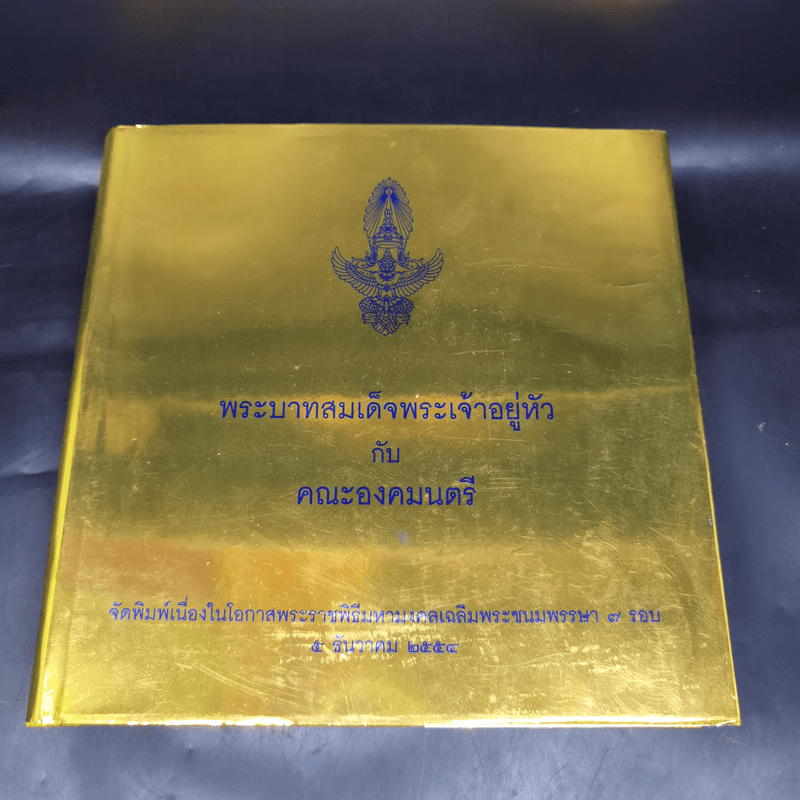 พระบาทสมเด็จพระเจ้าอยู่หัว
กับ
คณะองคมนตรี
จัดพิมพ์เนื่องในโอกาสพระราชพิธีมหามงคลเฉลิมพระชนมพรรษา ๗ รอบ
๕ ธันวาคม ๒๕๕๔